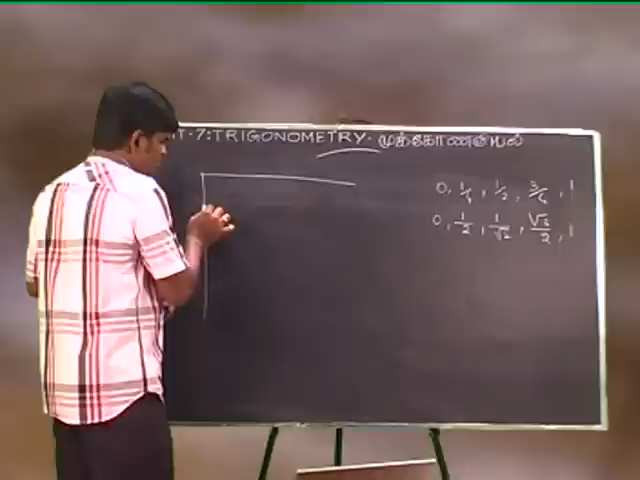 IT-7:TRIGONOMETRY. முக்கோணவியல்
0, 1/4, 1/2, 3/4, 1
0, 1/2, 1/√2, √3/2, 1